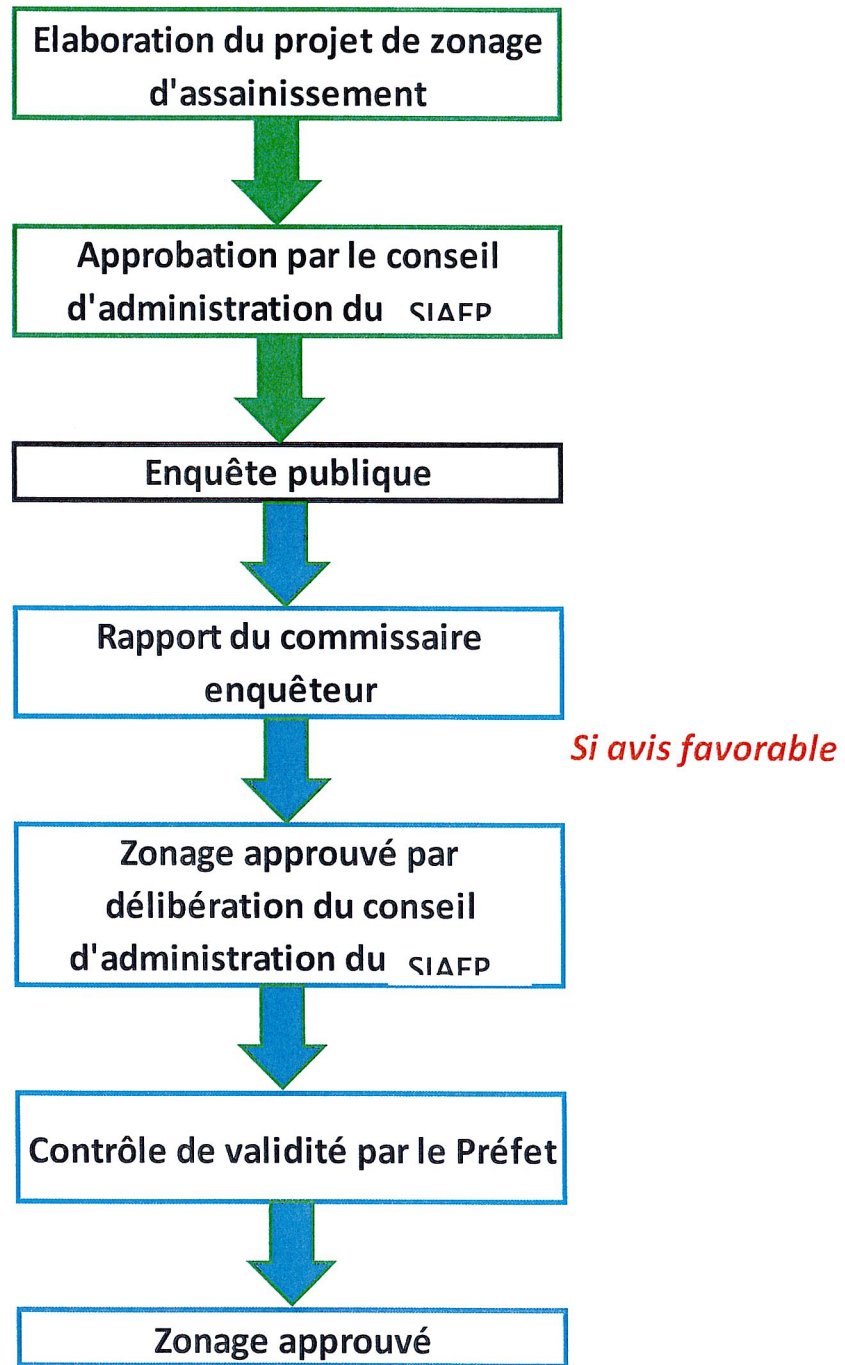 Elaboration du projet de zonage
d'assainissement
Approbation par le conseil
d'administration du SIAEP
Enquête publique
Rapport du commissaire
enquêteur
Si avis favorable
Zonage approuvé par
délibération du conseil
d'administration du SIAEP
Contrôle de validité par le Préfet
Zonage approuvé